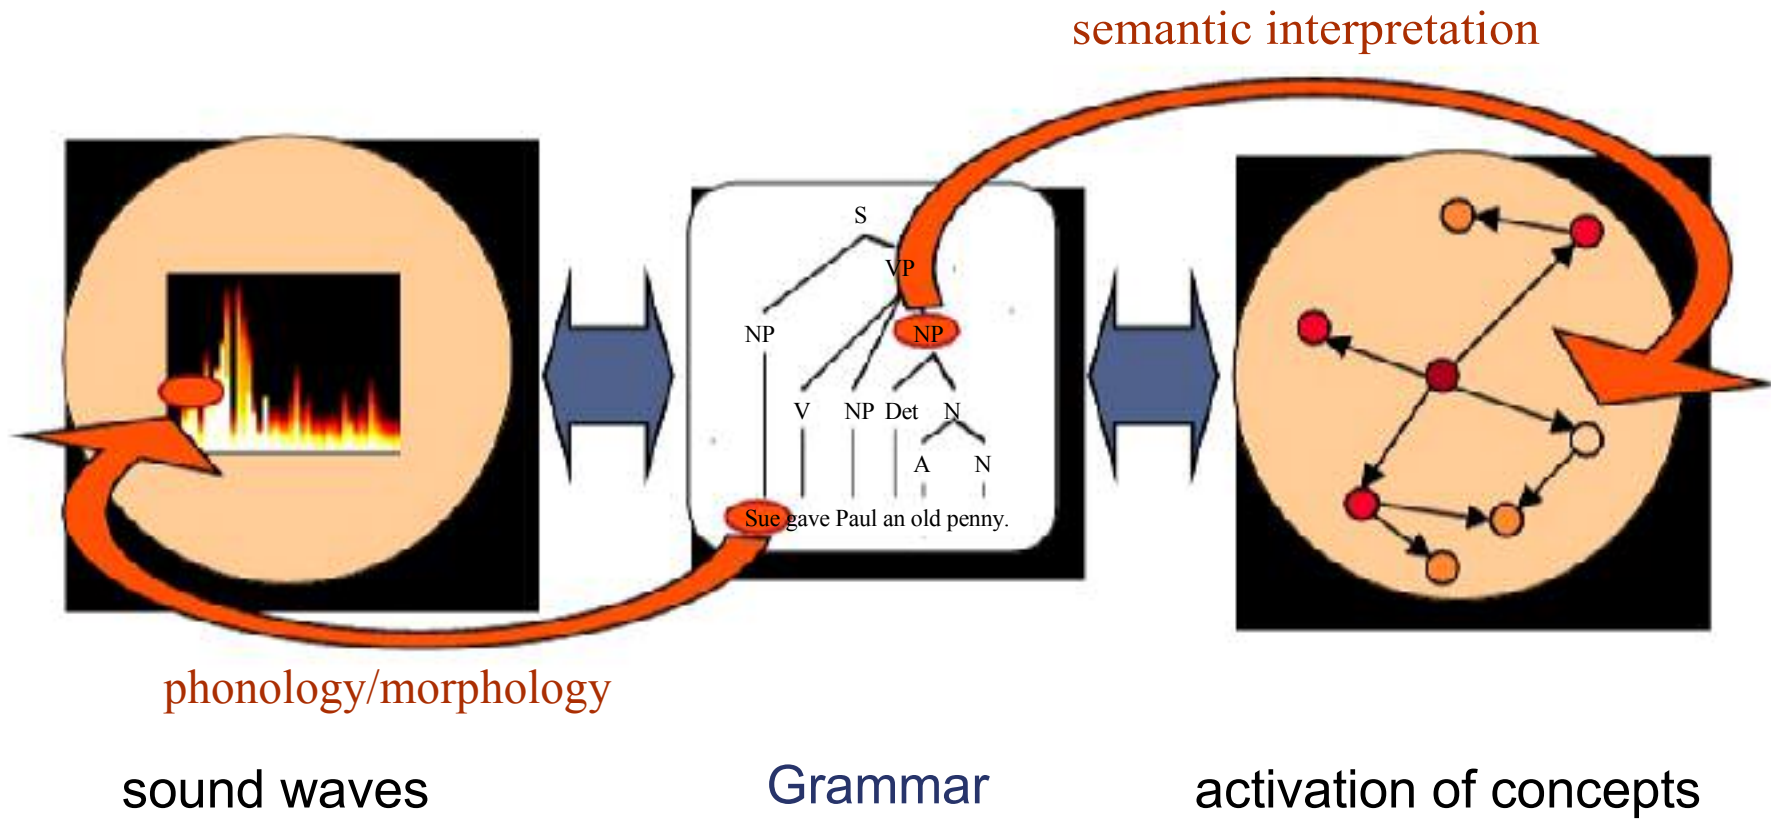 semantic interpretation
S
VP
NP
NP
V NP Det N
A N
Sue gave Paul an old penny.
phonology/morphology
sound waves
Grammar
activation of concepts